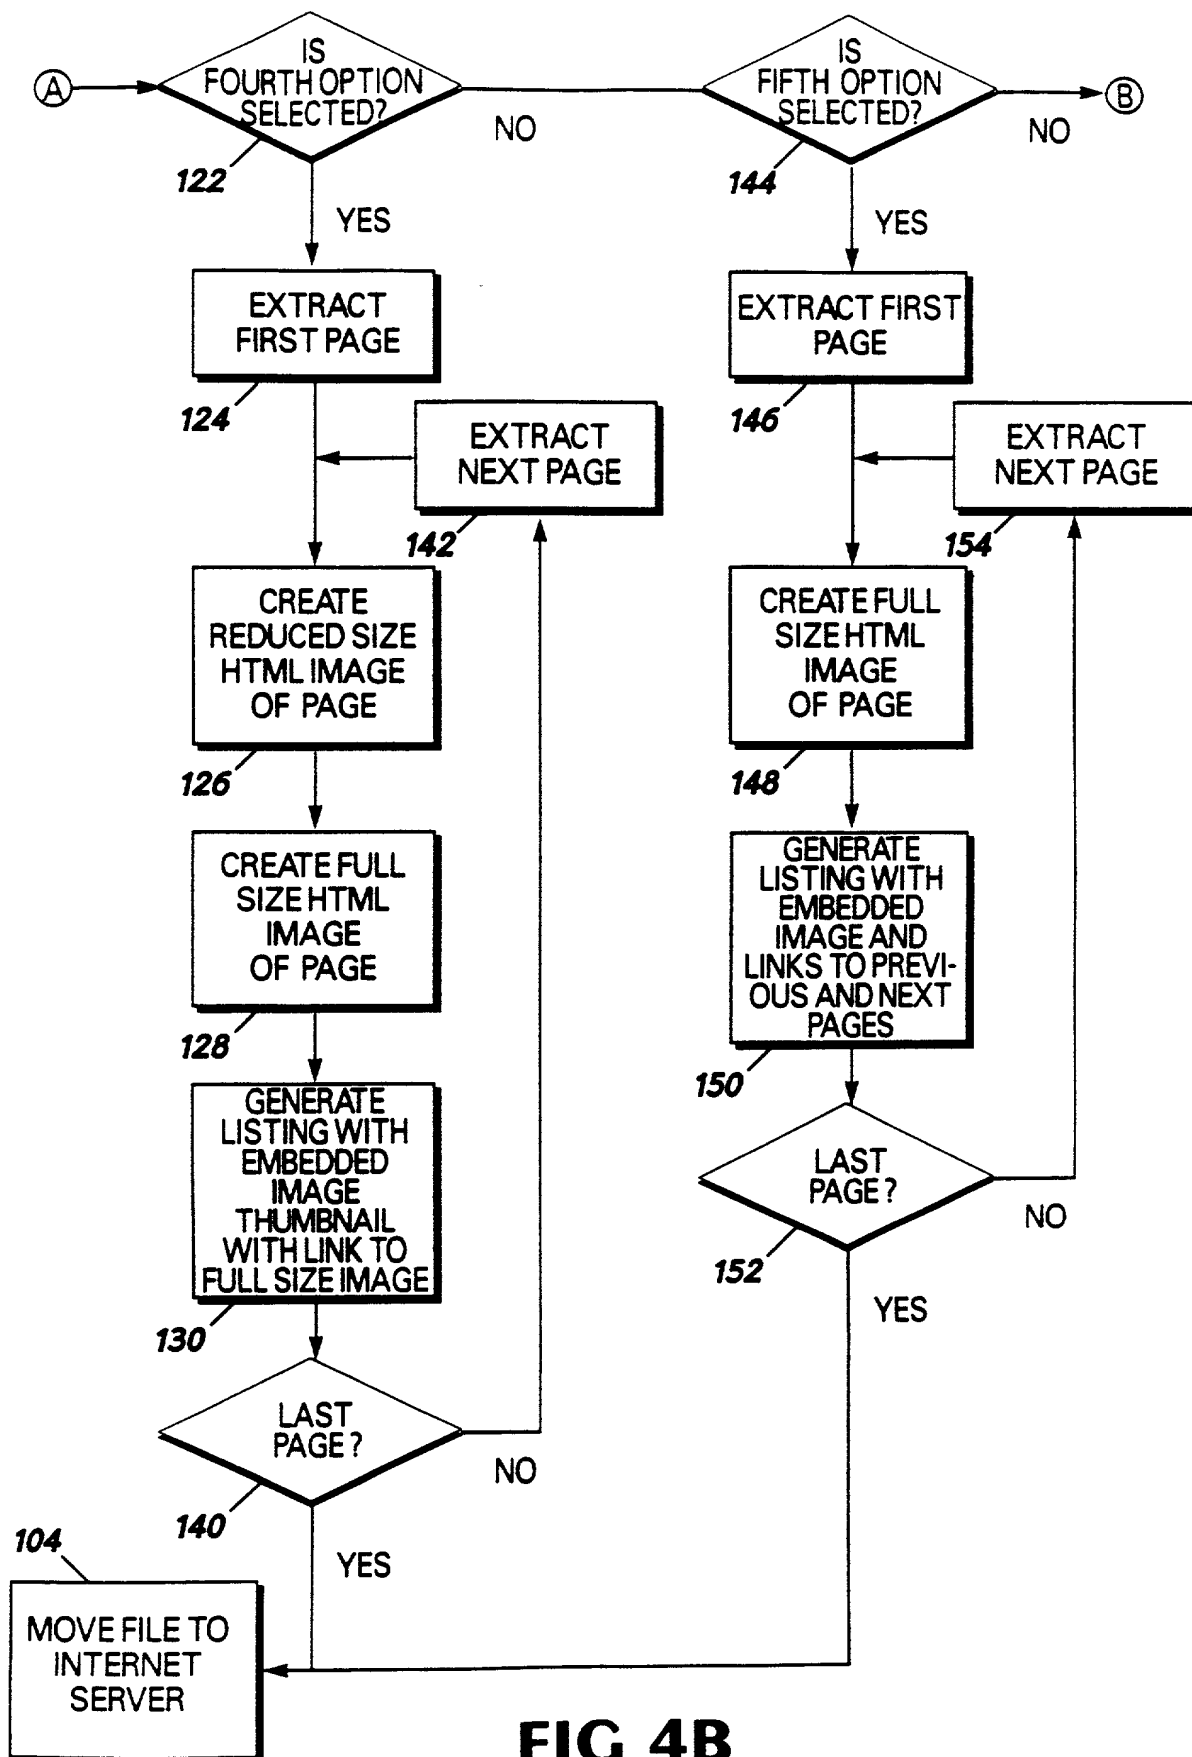 A
IS
FOURTH OPTION
SELECTED?
NO
122
YES
IS
FIFTH OPTION
SELECTED?
NO
B
144
YES
EXTRACT
FIRST PAGE
124
EXTRACT
NEXT PAGE
142
CREATE
REDUCED SIZE
HTML IMAGE
OF PAGE
126
CREATE FULL
SIZE HTML
IMAGE
OF PAGE
128
GENERATE
LISTING WITH
EMBEDDED
IMAGE
THUMBNAIL
WITH LINK TO
FULL SIZE IMAGE
130
LAST
PAGE?
NO
140
YES
EXTRACT FIRST
PAGE
146
EXTRACT
NEXT PAGE
154
CREATE FULL
SIZE HTML
IMAGE
OF PAGE
148
GENERATE
LISTING WITH
EMBEDDED
IMAGE AND
LINKS TO PREVI-
OUS AND NEXT
PAGES
150
LAST
PAGE?
NO
152
YES
104
MOVE FILE TO
INTERNET
SERVER
FIG 4B